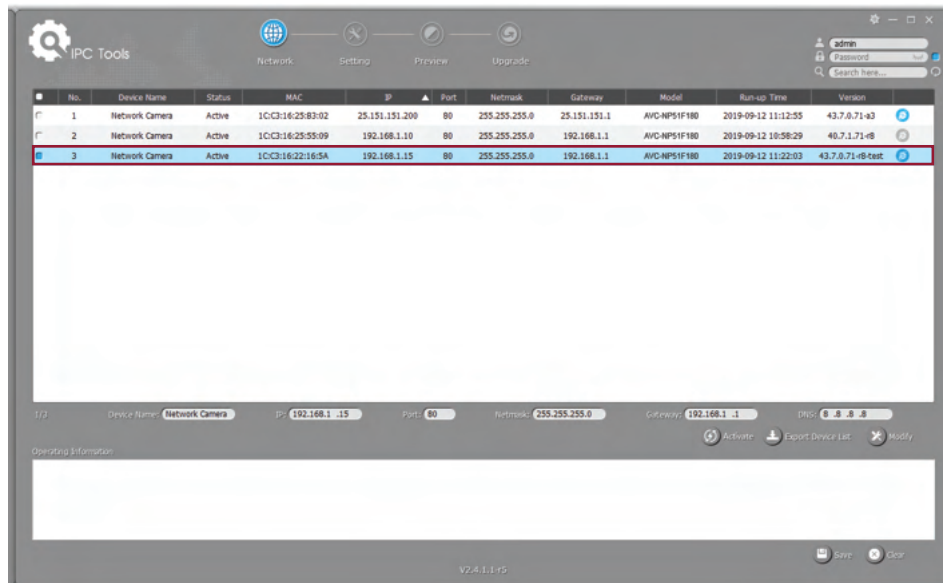 IPC Tools
Network Setting Preview Upgrade
admin
Password
Search here...
No. Device Name Status MAC IP Port Netmask Gateway Model Run-up Time Version
1 Network Camera Active 1C:C3:16:25:B3:02 25.151.151.200 80 255.255.255.0 25.151.151.1 AVC-NP51F180 2019-09-12 11:12:55 43.7.0.71-a3
2 Network Camera Active 1C:C3:16:25:55:09 192.168.1.10 80 255.255.255.0 192.168.1.1 AVC-NP51F180 2019-09-12 10:58:29 40.7.1.71-r8
3 Network Camera Active 1C:C3:16:22:16:5A 192.168.1.15 80 255.255.255.0 192.168.1.1 AVC-NP51F180 2019-09-12 11:22:03 43.7.0.71-r8-test
1/3 Device Name: Network Camera IP: 192.168.1 .15 Port: 80 Netmask: 255.255.255.0 Gateway: 192.168.1 .1 DNS: 8 .8 .8 .8
Activate Export Device List Modify
Operating Information
Save Clear
V2.4.1.1-r5